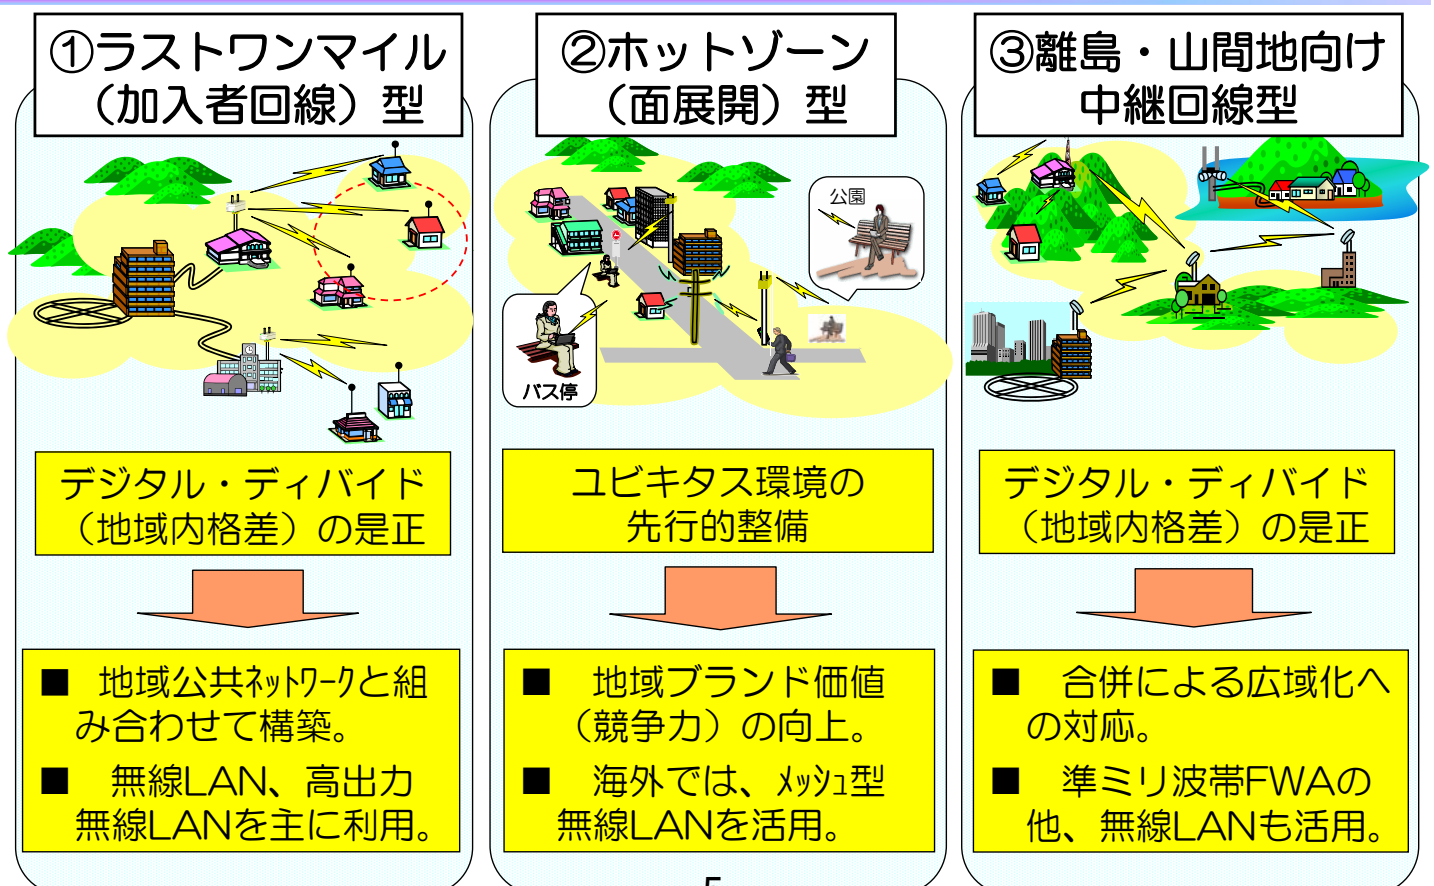 ①ラストワンマイル
（加入者回線）型
②ホットゾーン
（面展開）型
③離島・山間地向け
中継回線型
公園
バス停
デジタル・ディバイド
（地域内格差）の是正
ユビキタス環境の
先行的整備
デジタル・ディバイド
（地域内格差）の是正
■　地域公共ﾈｯﾄﾜｰｸと組
み合わせて構築。
■　無線LAN、高出力
無線LANを主に利用。
■　地域ブランド価値
（競争力）の向上。
■　海外では、ﾒｯｼｭ型
無線LANを活用。
■　合併による広域化へ
の対応。
■　準ミリ波帯FWAの
他、無線LANも活用。
5